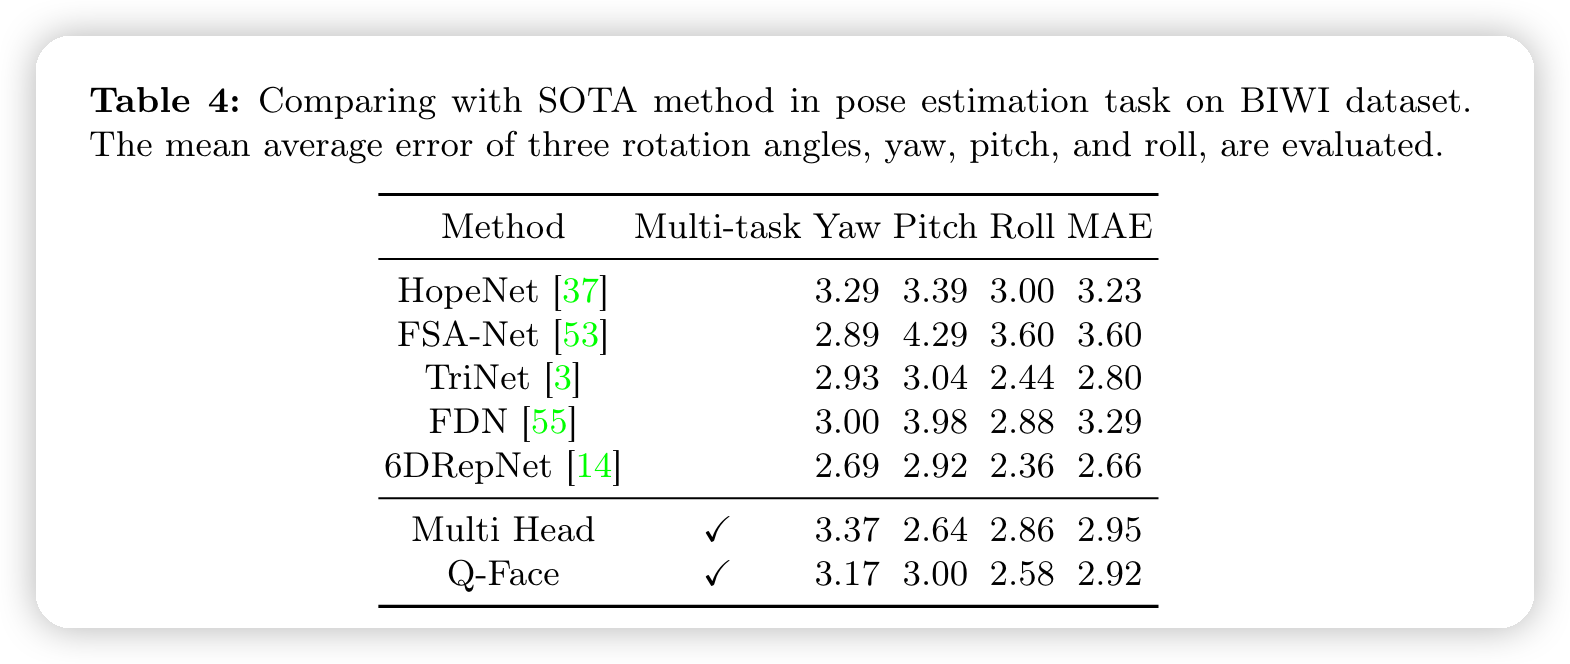 Table 4: Comparing with SOTA method in pose estimation task on BIWI dataset.
The mean average error of three rotation angles, yaw, pitch, and roll, are evaluated.
Method Multi-task Yaw Pitch Roll MAE
HopeNet [37] 3.29 3.39 3.00 3.23
FSA-Net [53] 2.89 4.29 3.60 3.60
TriNet [3] 2.93 3.04 2.44 2.80
FDN [55] 3.00 3.98 2.88 3.29
6DRepNet [14] 2.69 2.92 2.36 2.66
Multi Head ✓ 3.37 2.64 2.86 2.95
Q-Face ✓ 3.17 3.00 2.58 2.92